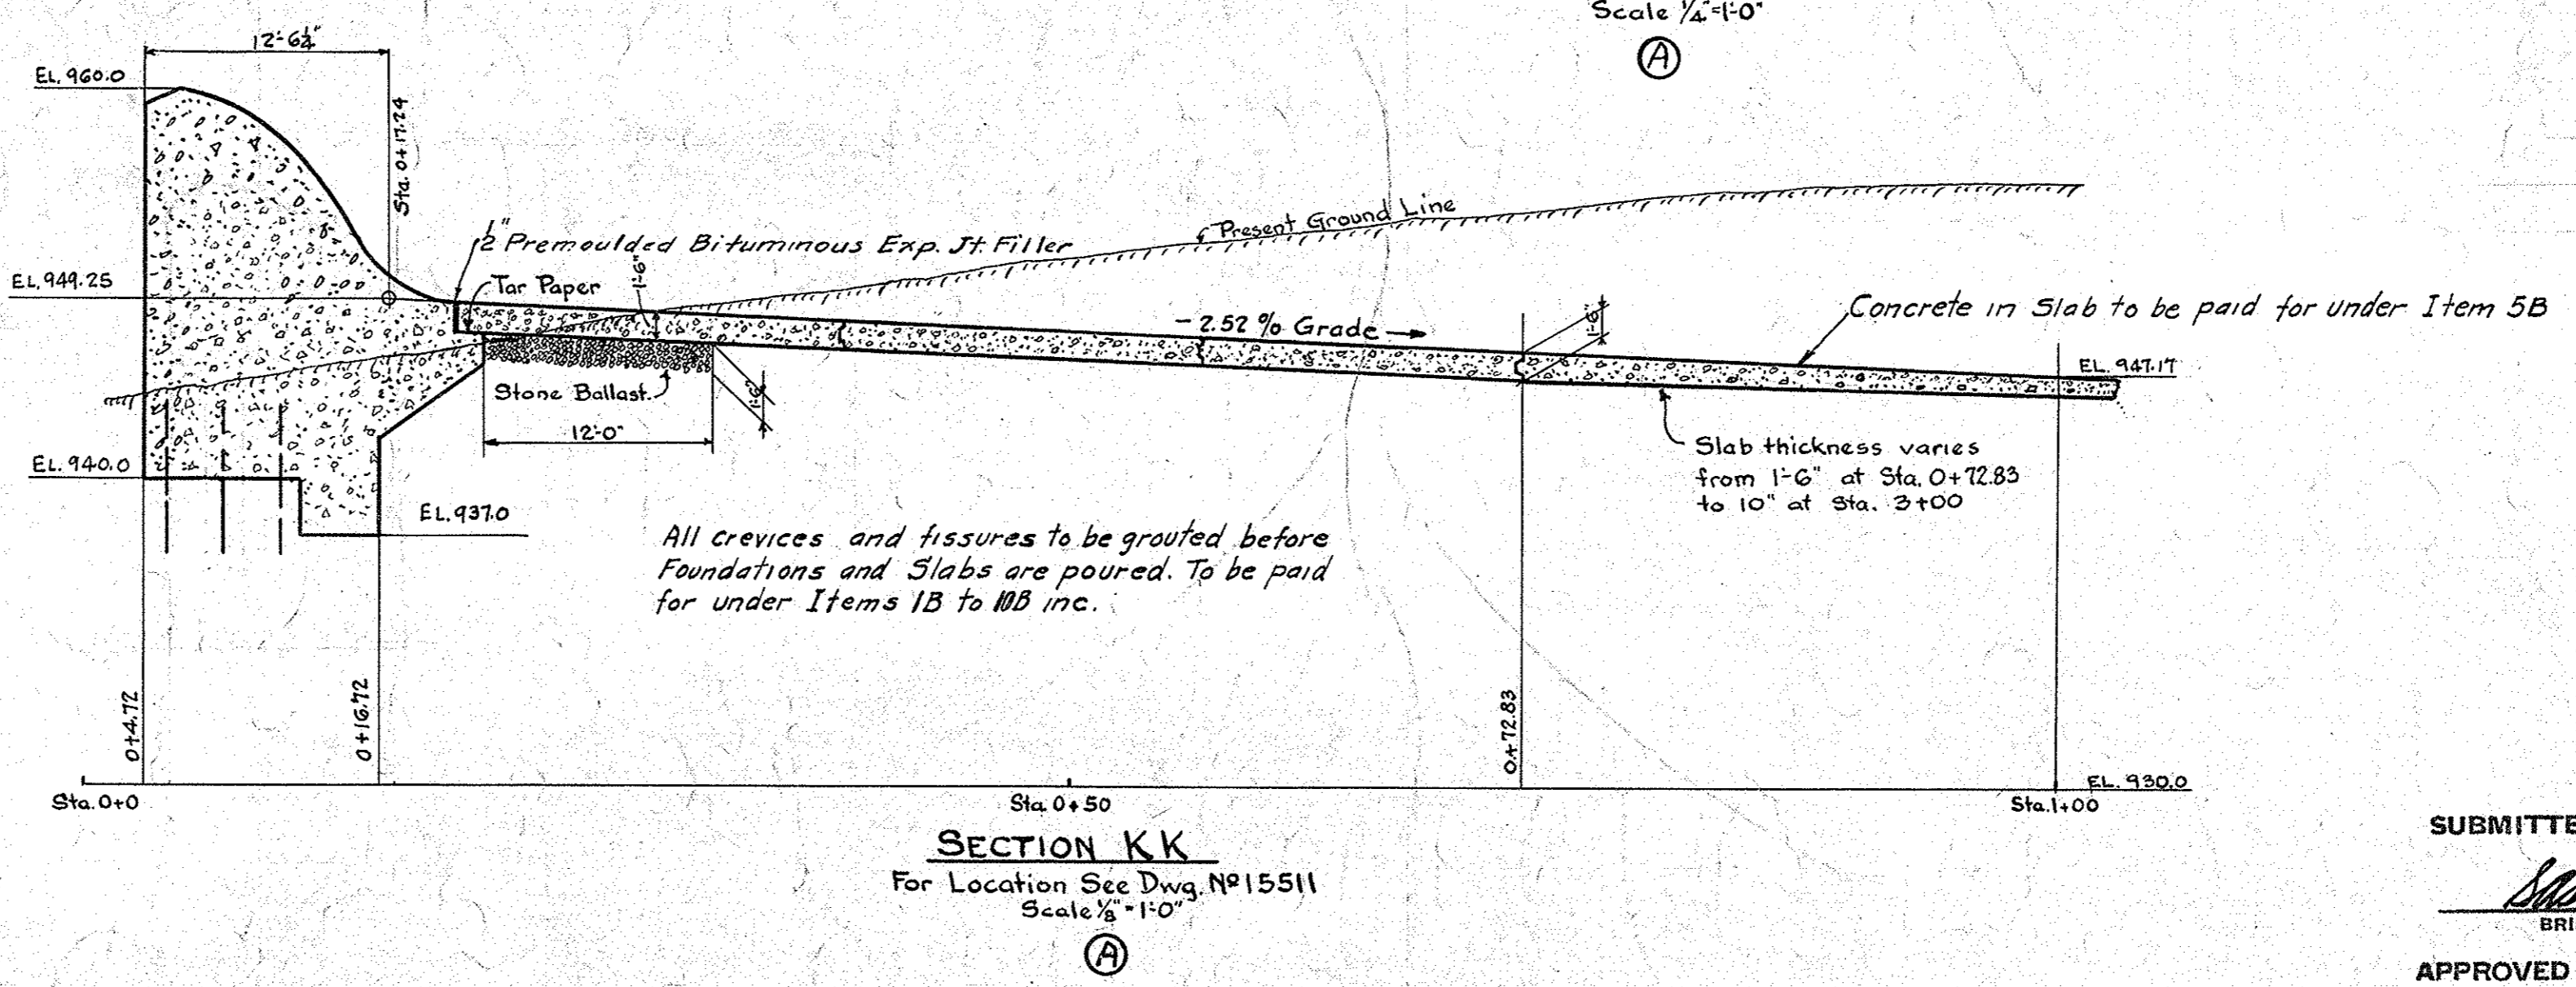 Scale 1/4"=1'-0"
A
12'-6 1/4"
EL. 960.0
Sta. 0+17.24
1/2" Premoulded Bituminous Exp. Jt. Filler
Present Ground Line
EL. 949.25
Tar Paper
1'-6"
-2.52 % Grade
1'-6"
Concrete in Slab to be paid for under Item 5B
EL. 947.17
Stone Ballast.
1'-6"
12'-0"
Slab thickness varies
from 1'-6" at Sta. 0+72.83
to 10" at Sta. 3+00
EL. 940.0
EL. 937.0
All crevices and fissures to be grouted before
Foundations and Slabs are poured. To be paid
for under Items 1B to 10B inc.
0+4.72
0+16.72
0+72.83
EL. 930.0
Sta. 0+0
Sta. 0+50
Sta. 1+00
SECTION KK
For Location See Dwg. No 15511
Scale 1/8"=1'-0"
A
SUBMITTE
BRI
APPROVED